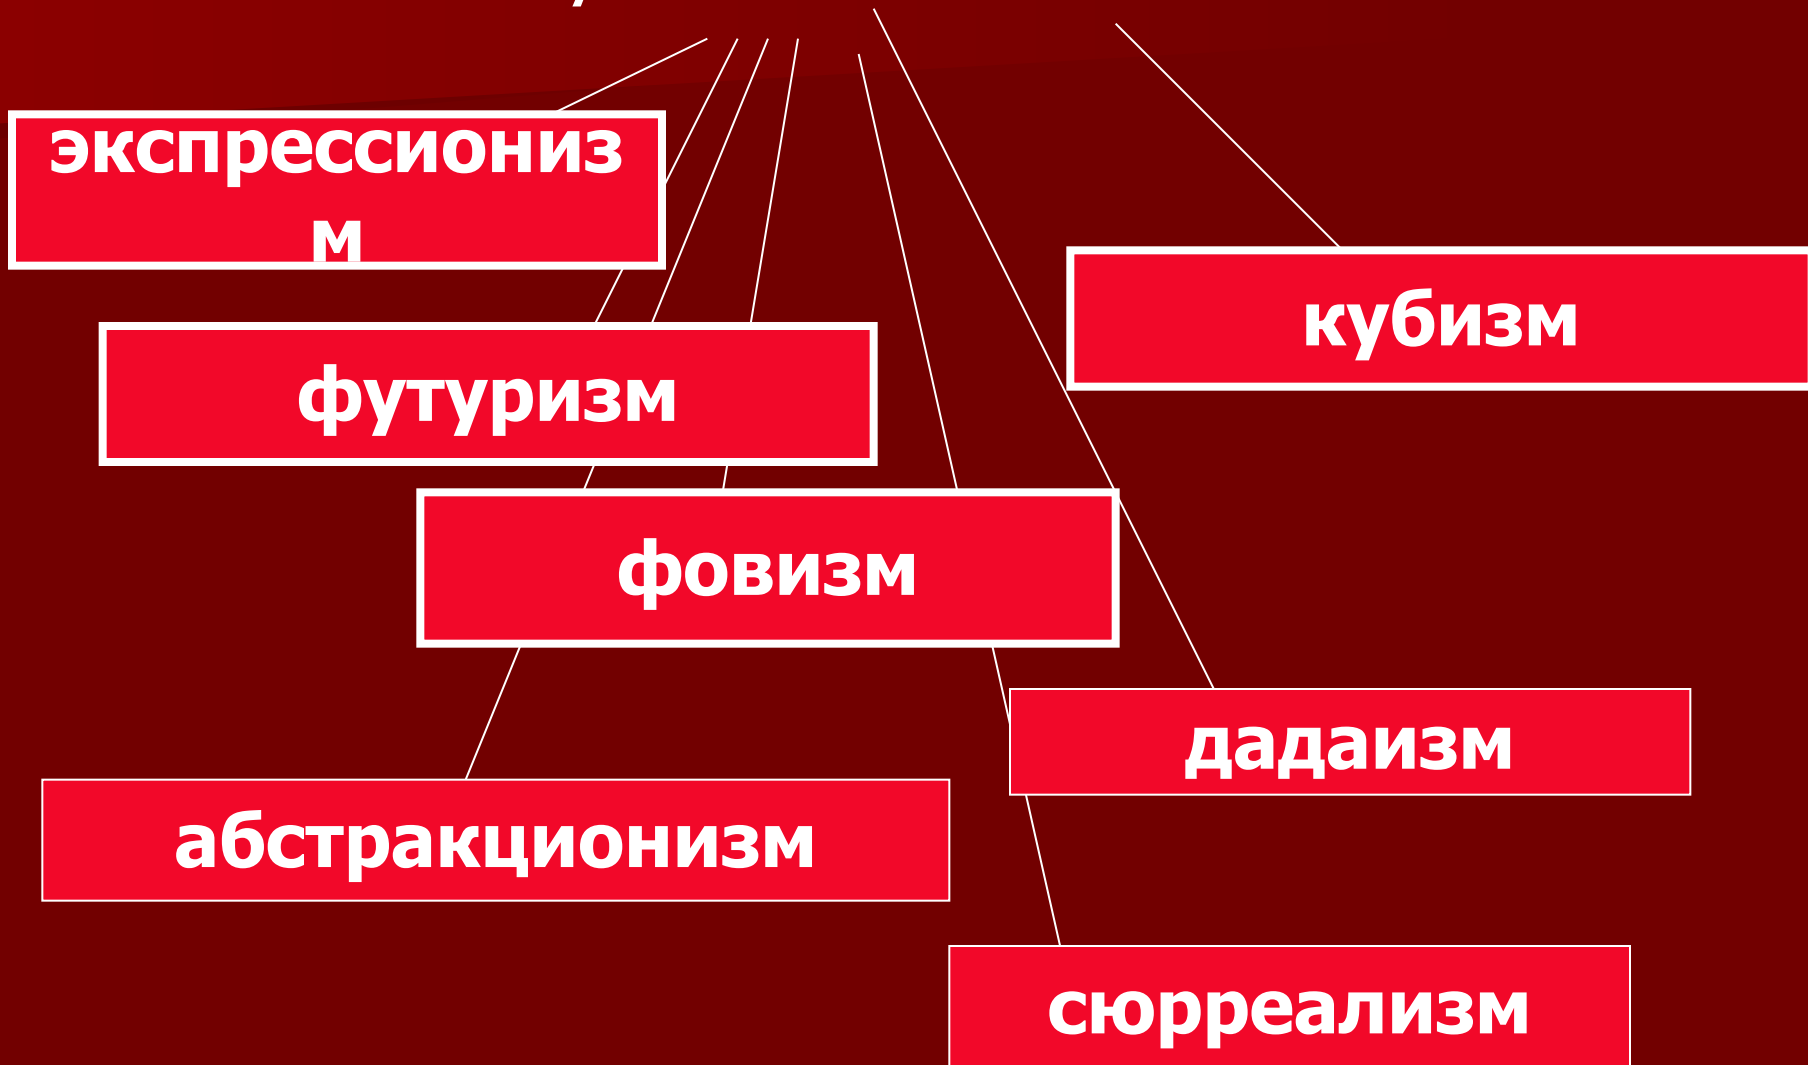 экспрессиониз
м
кубизм
футуризм
фовизм
дадаизм
абстракционизм
сюрреализм